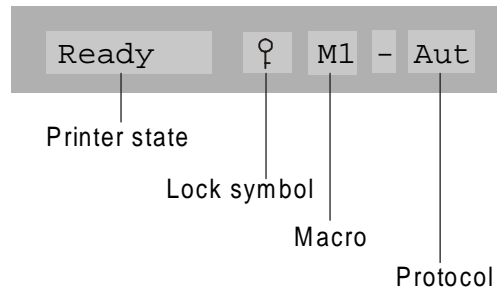 Ready M1 - Aut
Printer state
Lock symbol
Macro
Protocol